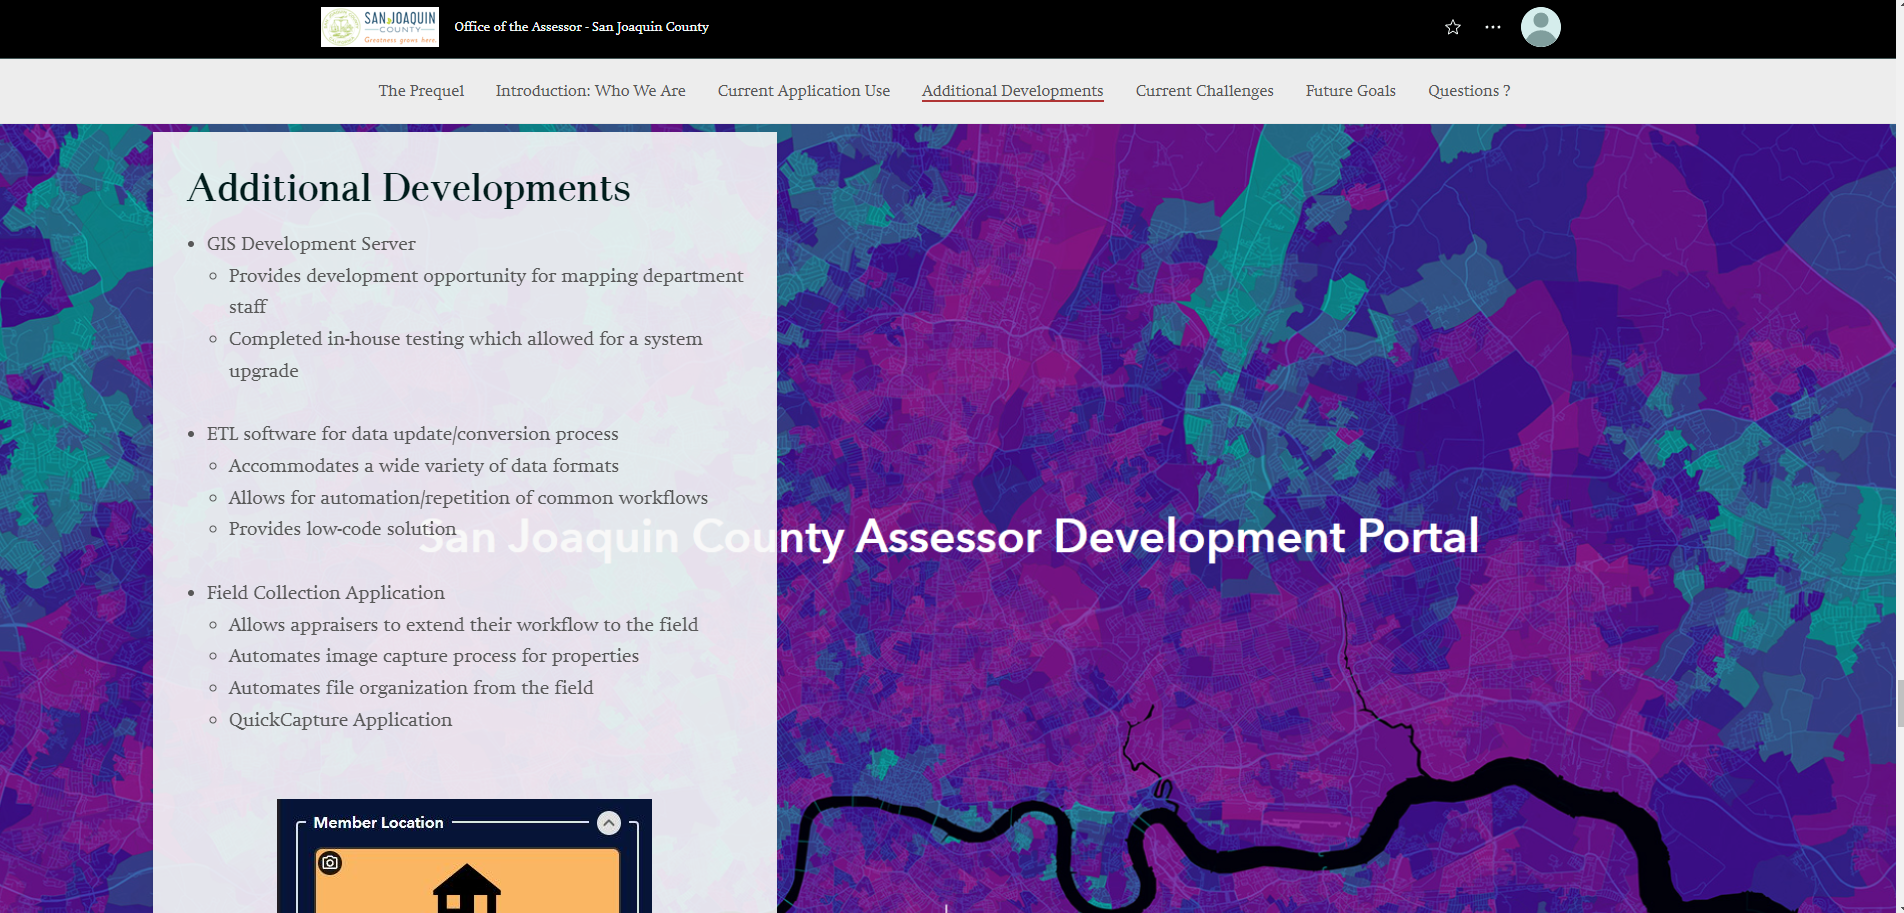 SAN JOAQUIN
COUNTY
Greatness grows here.
Office of the Assessor - San Joaquin County
The Prequel
Introduction: Who We Are
Current Application Use
Additional Developments
Current Challenges
Future Goals
Questions ?
Additional Developments
GIS Development Server
Provides development opportunity for mapping department
staff
Completed in-house testing which allowed for a system
upgrade
ETL software for data update/conversion process
Accommodates a wide variety of data formats
Allows for automation/repetition of common workflows
Provides low-code solution
San Joaquin County Assessor Development Portal
Field Collection Application
Allows appraisers to extend their workflow to the field
Automates image capture process for properties
Automates file organization from the field
QuickCapture Application
Member Location